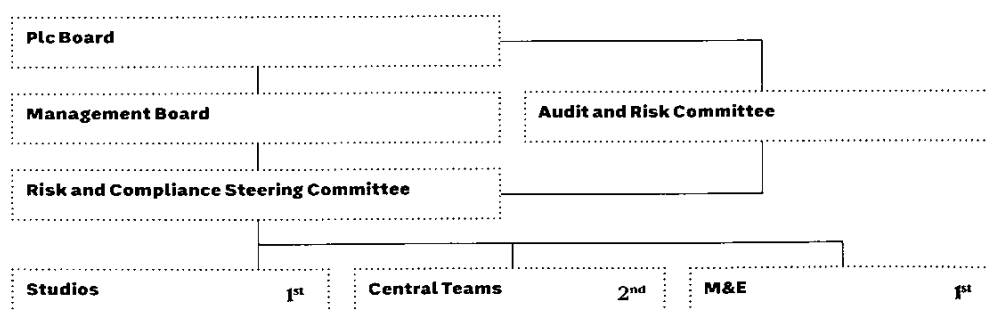 Plc Board
Management Board
Audit and Risk Committee
Risk and Compliance Steering Committee
Studios 1st
Central Teams 2nd
M&E 1st